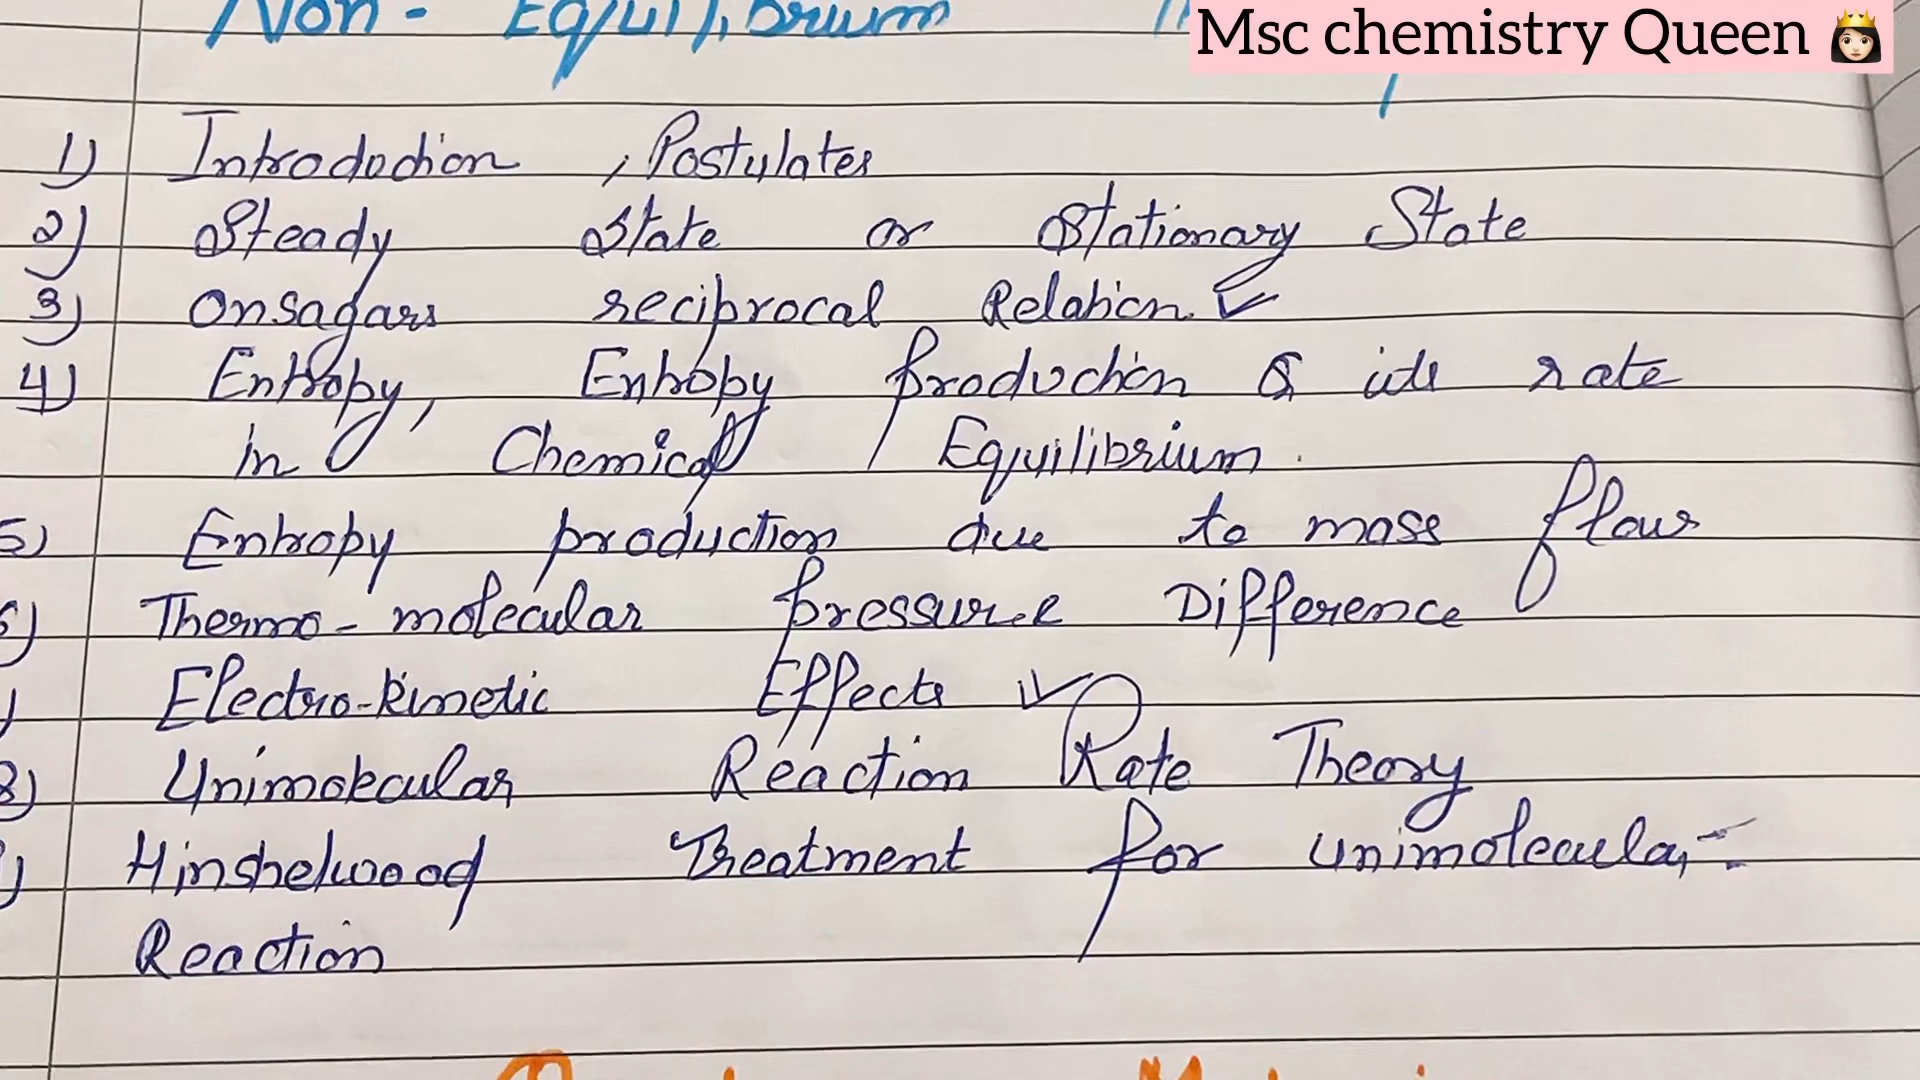 Non - Equilibrium
Msc chemistry Queen 👸🏻
1) Introduction , Postulates
2) Steady State or Stationary State
3) Onsagars reciprocal Relation.
4) Entropy, Entropy production & its rate
in Chemical Equilibrium.
5) Entropy production due to mass flow
6) Thermo - molecular pressure Difference
) Electro-kinetic Effects
8) Unimolecular Reaction Rate Theory
) Hinshelwood Treatment for unimolecular -
Reaction